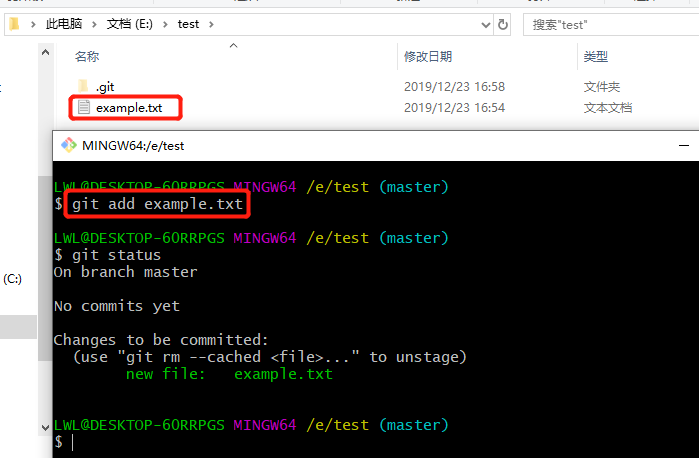 此电脑 > 文档 (E:) > test >
搜索"test"
名称 修改日期 类型
.git 2019/12/23 16:58 文件夹
example.txt 2019/12/23 16:54 文本文档
MINGW64:/e/test
LWL@DESKTOP-6ORRPGS MINGW64 /e/test (master)
$ git add example.txt
LWL@DESKTOP-6ORRPGS MINGW64 /e/test (master)
$ git status
On branch master
(C:)
No commits yet
Changes to be committed:
(use "git rm --cached <file>..." to unstage)
new file: example.txt
LWL@DESKTOP-6ORRPGS MINGW64 /e/test (master)
$